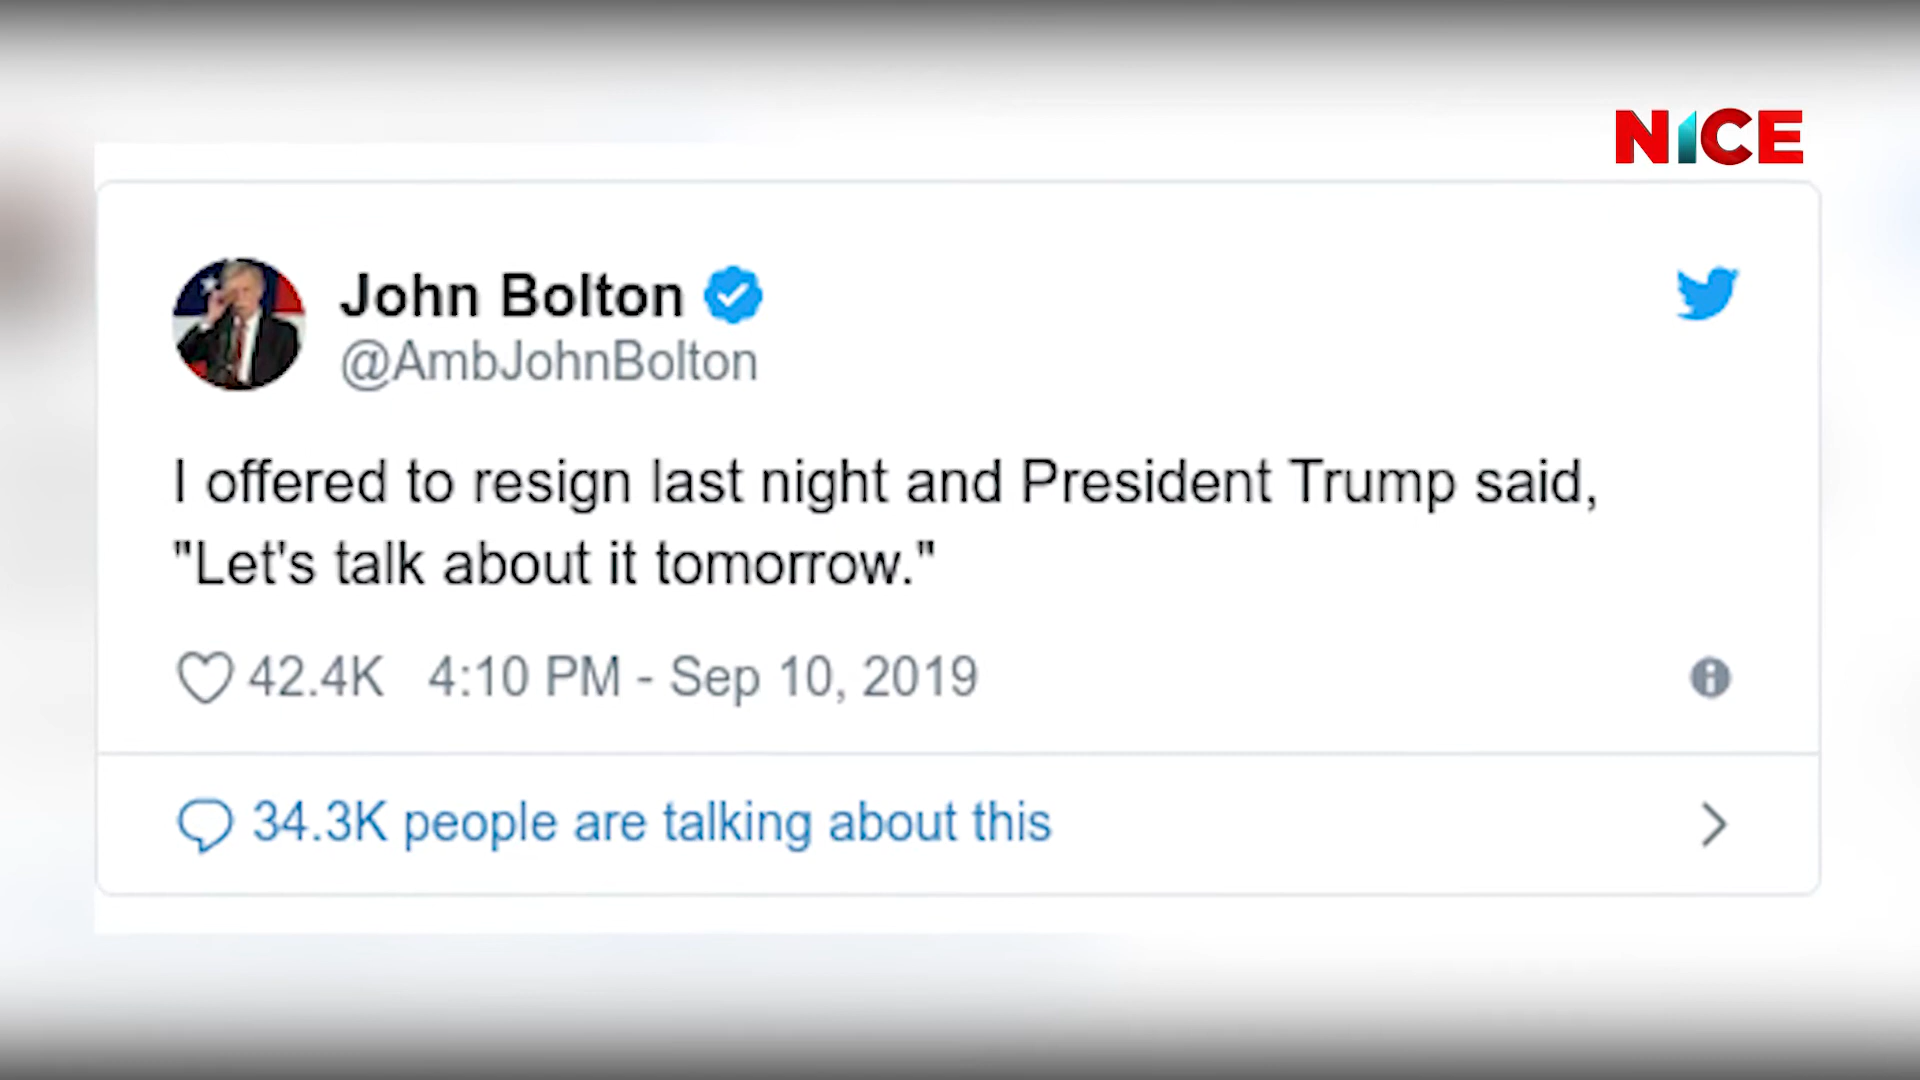 N1CE
John Bolton
@AmbJohnBolton
I offered to resign last night and President Trump said,
"Let's talk about it tomorrow."
42.4K 4:10 PM - Sep 10, 2019
34.3K people are talking about this